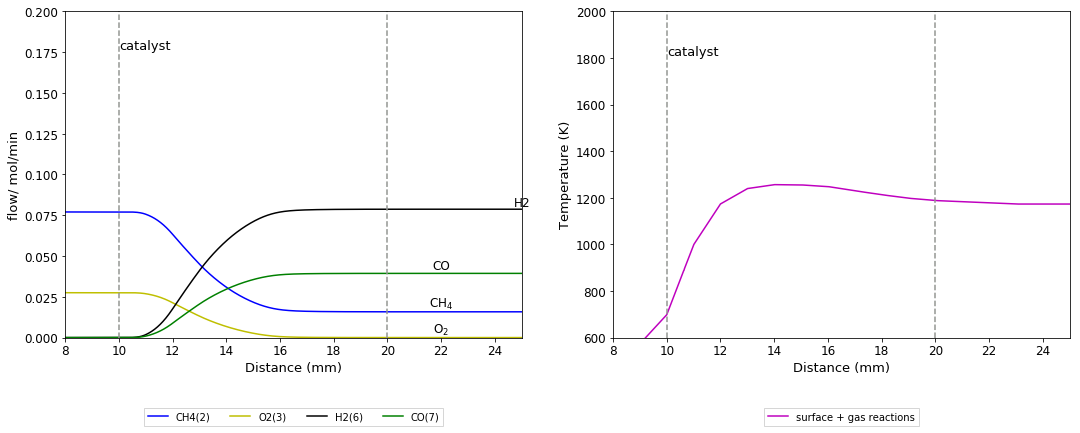 0.200
0.175
0.150
0.125
0.100
0.075
0.050
0.025
0.000
flow/ mol/min
catalyst
H2
CO
CH₄
O₂
8 10 12 14 16 18 20 22 24
Distance (mm)
CH4(2) O2(3) H2(6) CO(7)
2000
1800
1600
1400
1200
1000
800
600
Temperature (K)
catalyst
8 10 12 14 16 18 20 22 24
Distance (mm)
surface + gas reactions